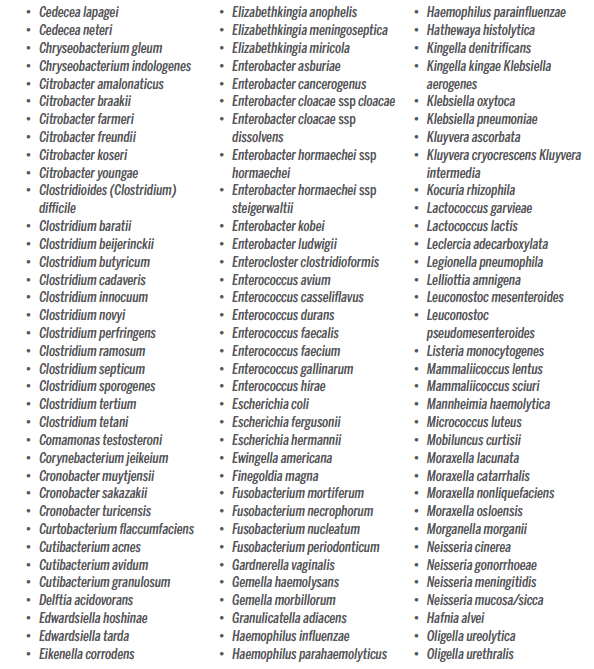 • Cedecea lapagei
• Cedecea neteri
• Chryseobacterium gleum
• Chryseobacterium indologenes
• Citrobacter amalonaticus
• Citrobacter braakii
• Citrobacter farmeri
• Citrobacter freundii
• Citrobacter koseri
• Citrobacter youngae
• Clostridioides (Clostridium)
difficile
• Clostridium baratii
• Clostridium beijerinckii
• Clostridium butyricum
• Clostridium cadaveris
• Clostridium innocuum
• Clostridium novyi
• Clostridium perfringens
• Clostridium ramosum
• Clostridium septicum
• Clostridium sporogenes
• Clostridium tertium
• Clostridium tetani
• Comamonas testosteroni
• Corynebacterium jeikeium
• Cronobacter muytjensii
• Cronobacter sakazakii
• Cronobacter turicensis
• Curtobacterium flaccumfaciens
• Cutibacterium acnes
• Cutibacterium avidum
• Cutibacterium granulosum
• Delftia acidovorans
• Edwardsiella hoshinae
• Edwardsiella tarda
• Eikenella corrodens
• Elizabethkingia anophelis
• Elizabethkingia meningoseptica
• Elizabethkingia miricola
• Enterobacter asburiae
• Enterobacter cancerogenus
• Enterobacter cloacae ssp cloacae
• Enterobacter cloacae ssp
dissolvens
• Enterobacter hormaechei ssp
hormaechei
• Enterobacter hormaechei ssp
steigerwaltii
• Enterobacter kobei
• Enterobacter ludwigii
• Enterocloster clostridioformis
• Enterococcus avium
• Enterococcus casseliflavus
• Enterococcus durans
• Enterococcus faecalis
• Enterococcus faecium
• Enterococcus gallinarum
• Enterococcus hirae
• Escherichia coli
• Escherichia fergusonii
• Escherichia hermannii
• Ewingella americana
• Finegoldia magna
• Fusobacterium mortiferum
• Fusobacterium necrophorum
• Fusobacterium nucleatum
• Fusobacterium periodonticum
• Gardnerella vaginalis
• Gemella haemolysans
• Gemella morbillorum
• Granulicatella adiacens
• Haemophilus influenzae
• Haemophilus parahaemolyticus
• Haemophilus parainfluenzae
• Hathewaya histolytica
• Kingella denitrificans
• Kingella kingae Klebsiella
aerogenes
• Klebsiella oxytoca
• Klebsiella pneumoniae
• Kluyvera ascorbata
• Kluyvera cryocrescens Kluyvera
intermedia
• Kocuria rhizophila
• Lactococcus garvieae
• Lactococcus lactis
• Leclercia adecarboxylata
• Legionella pneumophila
• Lelliottia amnigena
• Leuconostoc mesenteroides
• Leuconostoc
pseudomesenteroides
• Listeria monocytogenes
• Mammaliicoccus lentus
• Mammaliicoccus sciuri
• Mannheimia haemolytica
• Micrococcus luteus
• Mobiluncus curtisii
• Moraxella lacunata
• Moraxella catarrhalis
• Moraxella nonliquefaciens
• Moraxella osloensis
• Morganella morganii
• Neisseria cinerea
• Neisseria gonorrhoeae
• Neisseria meningitidis
• Neisseria mucosa/sicca
• Hafnia alvei
• Oligella ureolytica
• Oligella urethralis